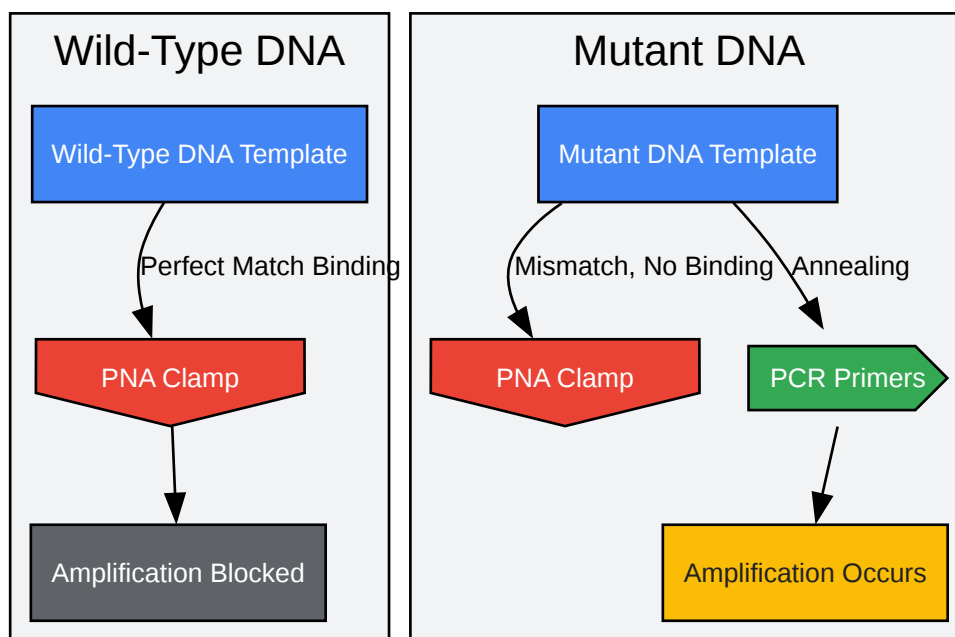 Wild-Type DNA
Wild-Type DNA Template
Perfect Match Binding
PNA Clamp
Amplification Blocked
Mutant DNA
Mutant DNA Template
Mismatch, No Binding
Annealing
PNA Clamp
PCR Primers
Amplification Occurs